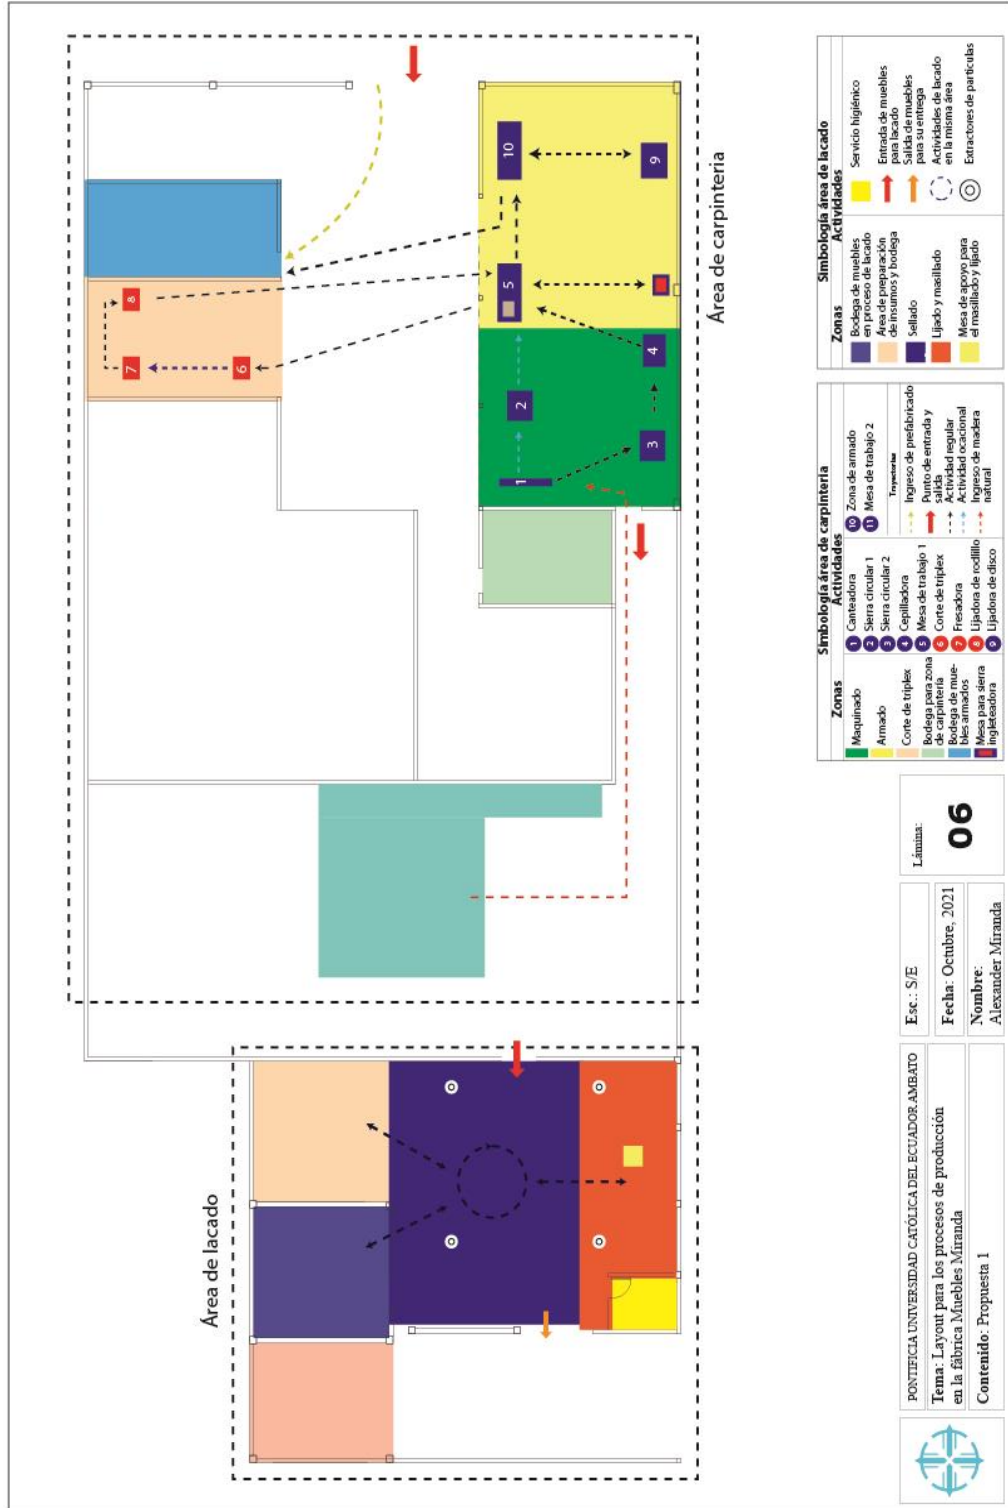 Área de lacado
Área de carpinteria
10
9
8
7
6
5
4
3
2
1
PONTIFICIA UNIVERSIDAD CATÓLICA DEL ECUADOR AMBATO
Tema: Layout para los procesos de producción
en la fábrica Muebles Miranda
Contenido: Propuesta 1
Esc.: S/E
Fecha: Octubre, 2021
Nombre:
Alexander Miranda
Lámina:
06
Simbología área de carpinteria
Zonas
Maquinado
Armado
Corte de triplex
Bodega para zona
de carpintería
Bodega de mue-
bles armados
Mesa para sierra
ingleteadora
Actividades
1 Canteadora
2 Sierra circular 1
3 Sierra circular 2
4 Cepilladora
5 Mesa de trabajo 1
6 Corte de triplex
7 Fresadora
8 Lijadora de rodlillo
9 Lijadora de disco
10 Zona de armado
11 Mesa de trabajo 2
Trayectorias
Ingreso de prefabricado
Punto de entrada y
salida
Actividad regular
Actividad ocacional
Ingreso de madera
natural
Simbología área de lacado
Zonas
Bodega de muebles
en proceso de lacado
Área de preparación
de insumos y bodega
Sellado
Lijado y masillado
Mesa de apoyo para
el masillado y lijado
Actividades
Servicio higiénico
Entrada de muebles
para lacado
Salida de muebles
para su entrega
Actividades de lacado
en la misma área
Extractores de partículas